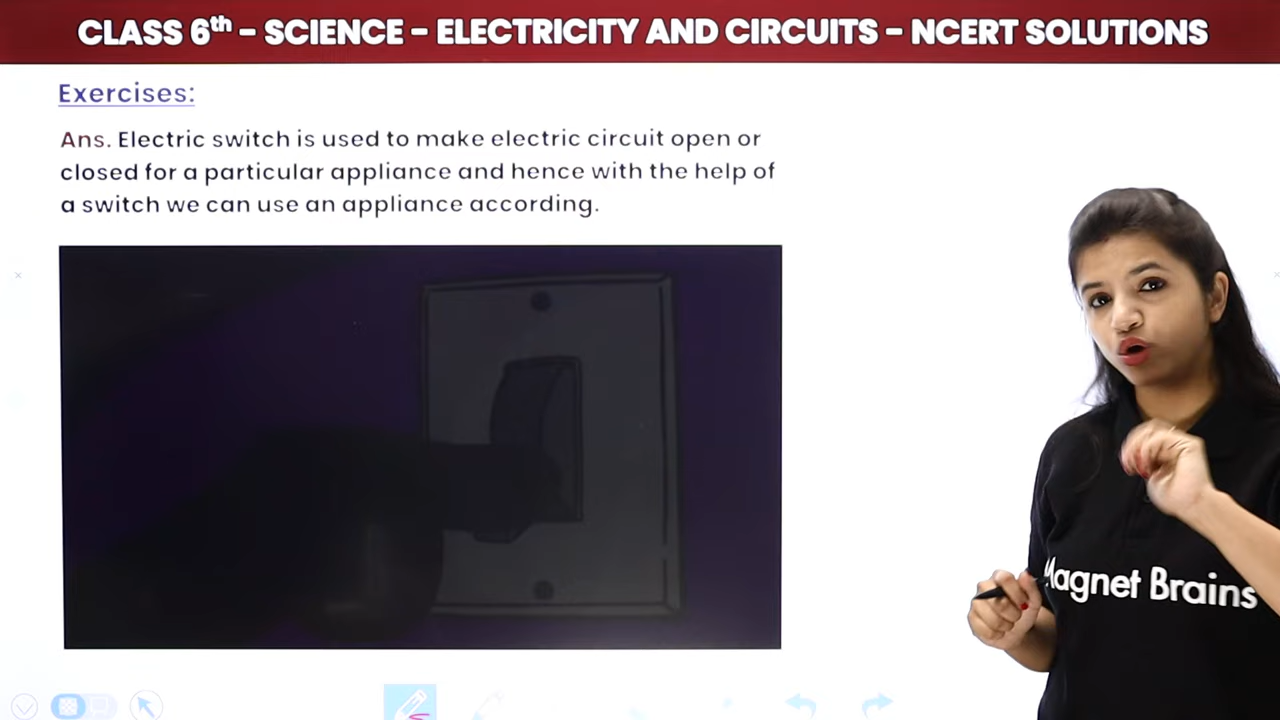 CLASS 6th – SCIENCE – ELECTRICITY AND CIRCUITS – NCERT SOLUTIONS
Exercises:
Ans. Electric switch is used to make electric circuit open or
closed for a particular appliance and hence with the help of
a switch we can use an appliance according.
Magnet Brains